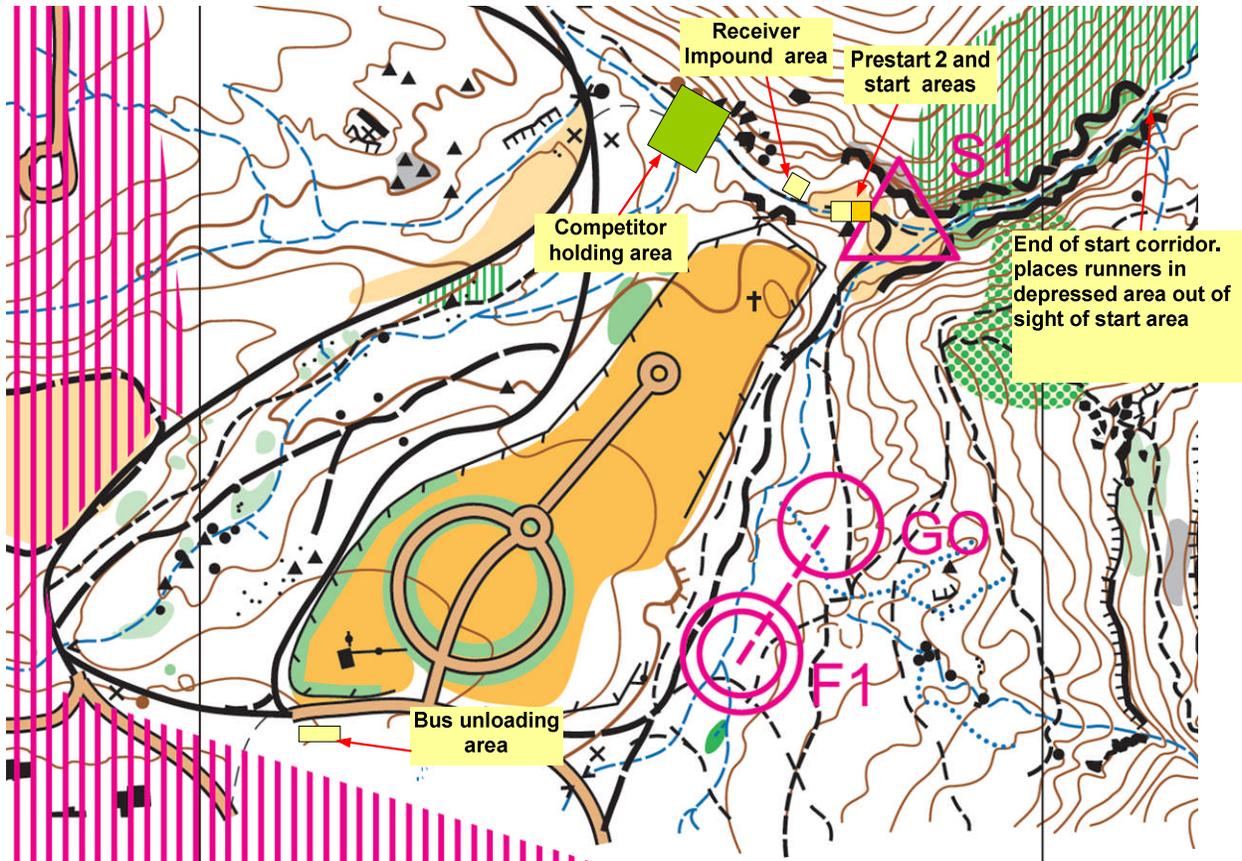 Receiver
Impound area
Prestart 2 and
start areas
S1
Competitor
holding area
End of start corridor.
places runners in
depressed area out of
sight of start area
GO
F1
Bus unloading
area